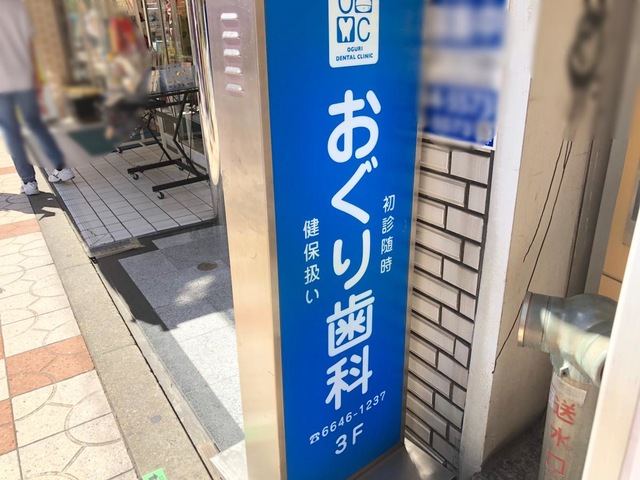 OMC
OGURI
DENTAL CLINIC
おぐり歯科
初診随時
健保扱い
☎6646-1237
3F
送水口